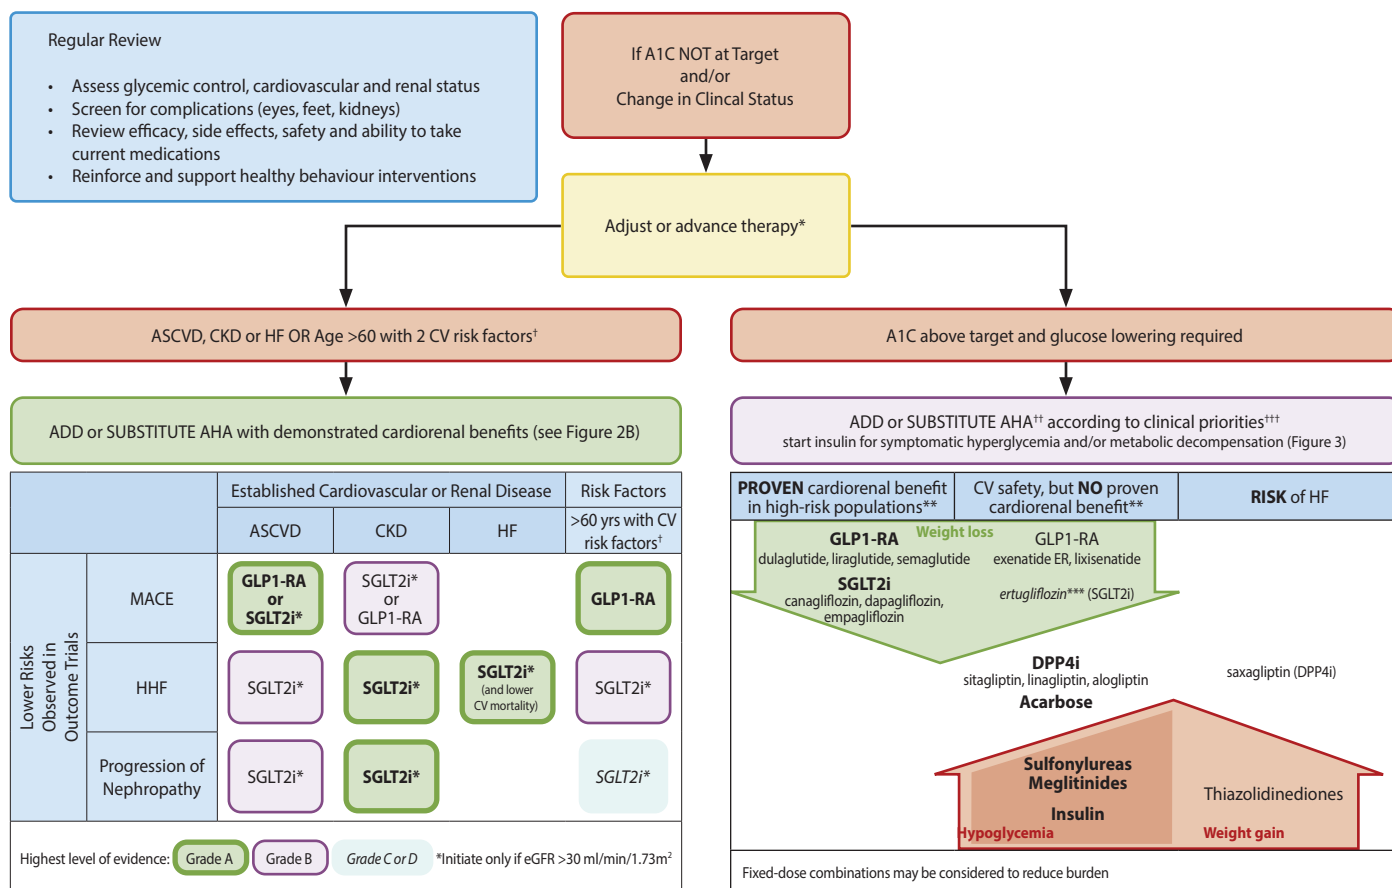 Regular Review
• Assess glycemic control, cardiovascular and renal status
• Screen for complications (eyes, feet, kidneys)
• Review efficacy, side effects, safety and ability to take
current medications
• Reinforce and support healthy behaviour interventions
If A1C NOT at Target
and/or
Change in Clincal Status
Adjust or advance therapy*
ASCVD, CKD or HF OR Age >60 with 2 CV risk factors†
ADD or SUBSTITUTE AHA with demonstrated cardiorenal benefits (see Figure 2B)
Established Cardiovascular or Renal Disease
Risk Factors
ASCVD
CKD
HF
>60 yrs with CV
risk factors†
Lower Risks
Observed in
Outcome Trials
MACE
GLP1-RA
or
SGLT2i*
SGLT2i*
or
GLP1-RA
GLP1-RA
HHF
SGLT2i*
SGLT2i*
SGLT2i*
(and lower
CV mortality)
SGLT2i*
Progression of
Nephropathy
SGLT2i*
SGLT2i*
SGLT2i*
Highest level of evidence: Grade A Grade B Grade C or D *Initiate only if eGFR >30 ml/min/1.73m²
A1C above target and glucose lowering required
ADD or SUBSTITUTE AHA†† according to clinical priorities†††
start insulin for symptomatic hyperglycemia and/or metabolic decompensation (Figure 3)
PROVEN cardiorenal benefit
in high-risk populations**
CV safety, but NO proven
cardiorenal benefit**
RISK of HF
Weight loss
GLP1-RA
dulaglutide, liraglutide, semaglutide
SGLT2i
canagliflozin, dapagliflozin,
empagliflozin
GLP1-RA
exenatide ER, lixisenatide
ertugliflozin*** (SGLT2i)
DPP4i
sitagliptin, linagliptin, alogliptin
Acarbose
saxagliptin (DPP4i)
Sulfonylureas
Meglitinides
Insulin
Hypoglycemia
Thiazolidinediones
Weight gain
Fixed-dose combinations may be considered to reduce burden